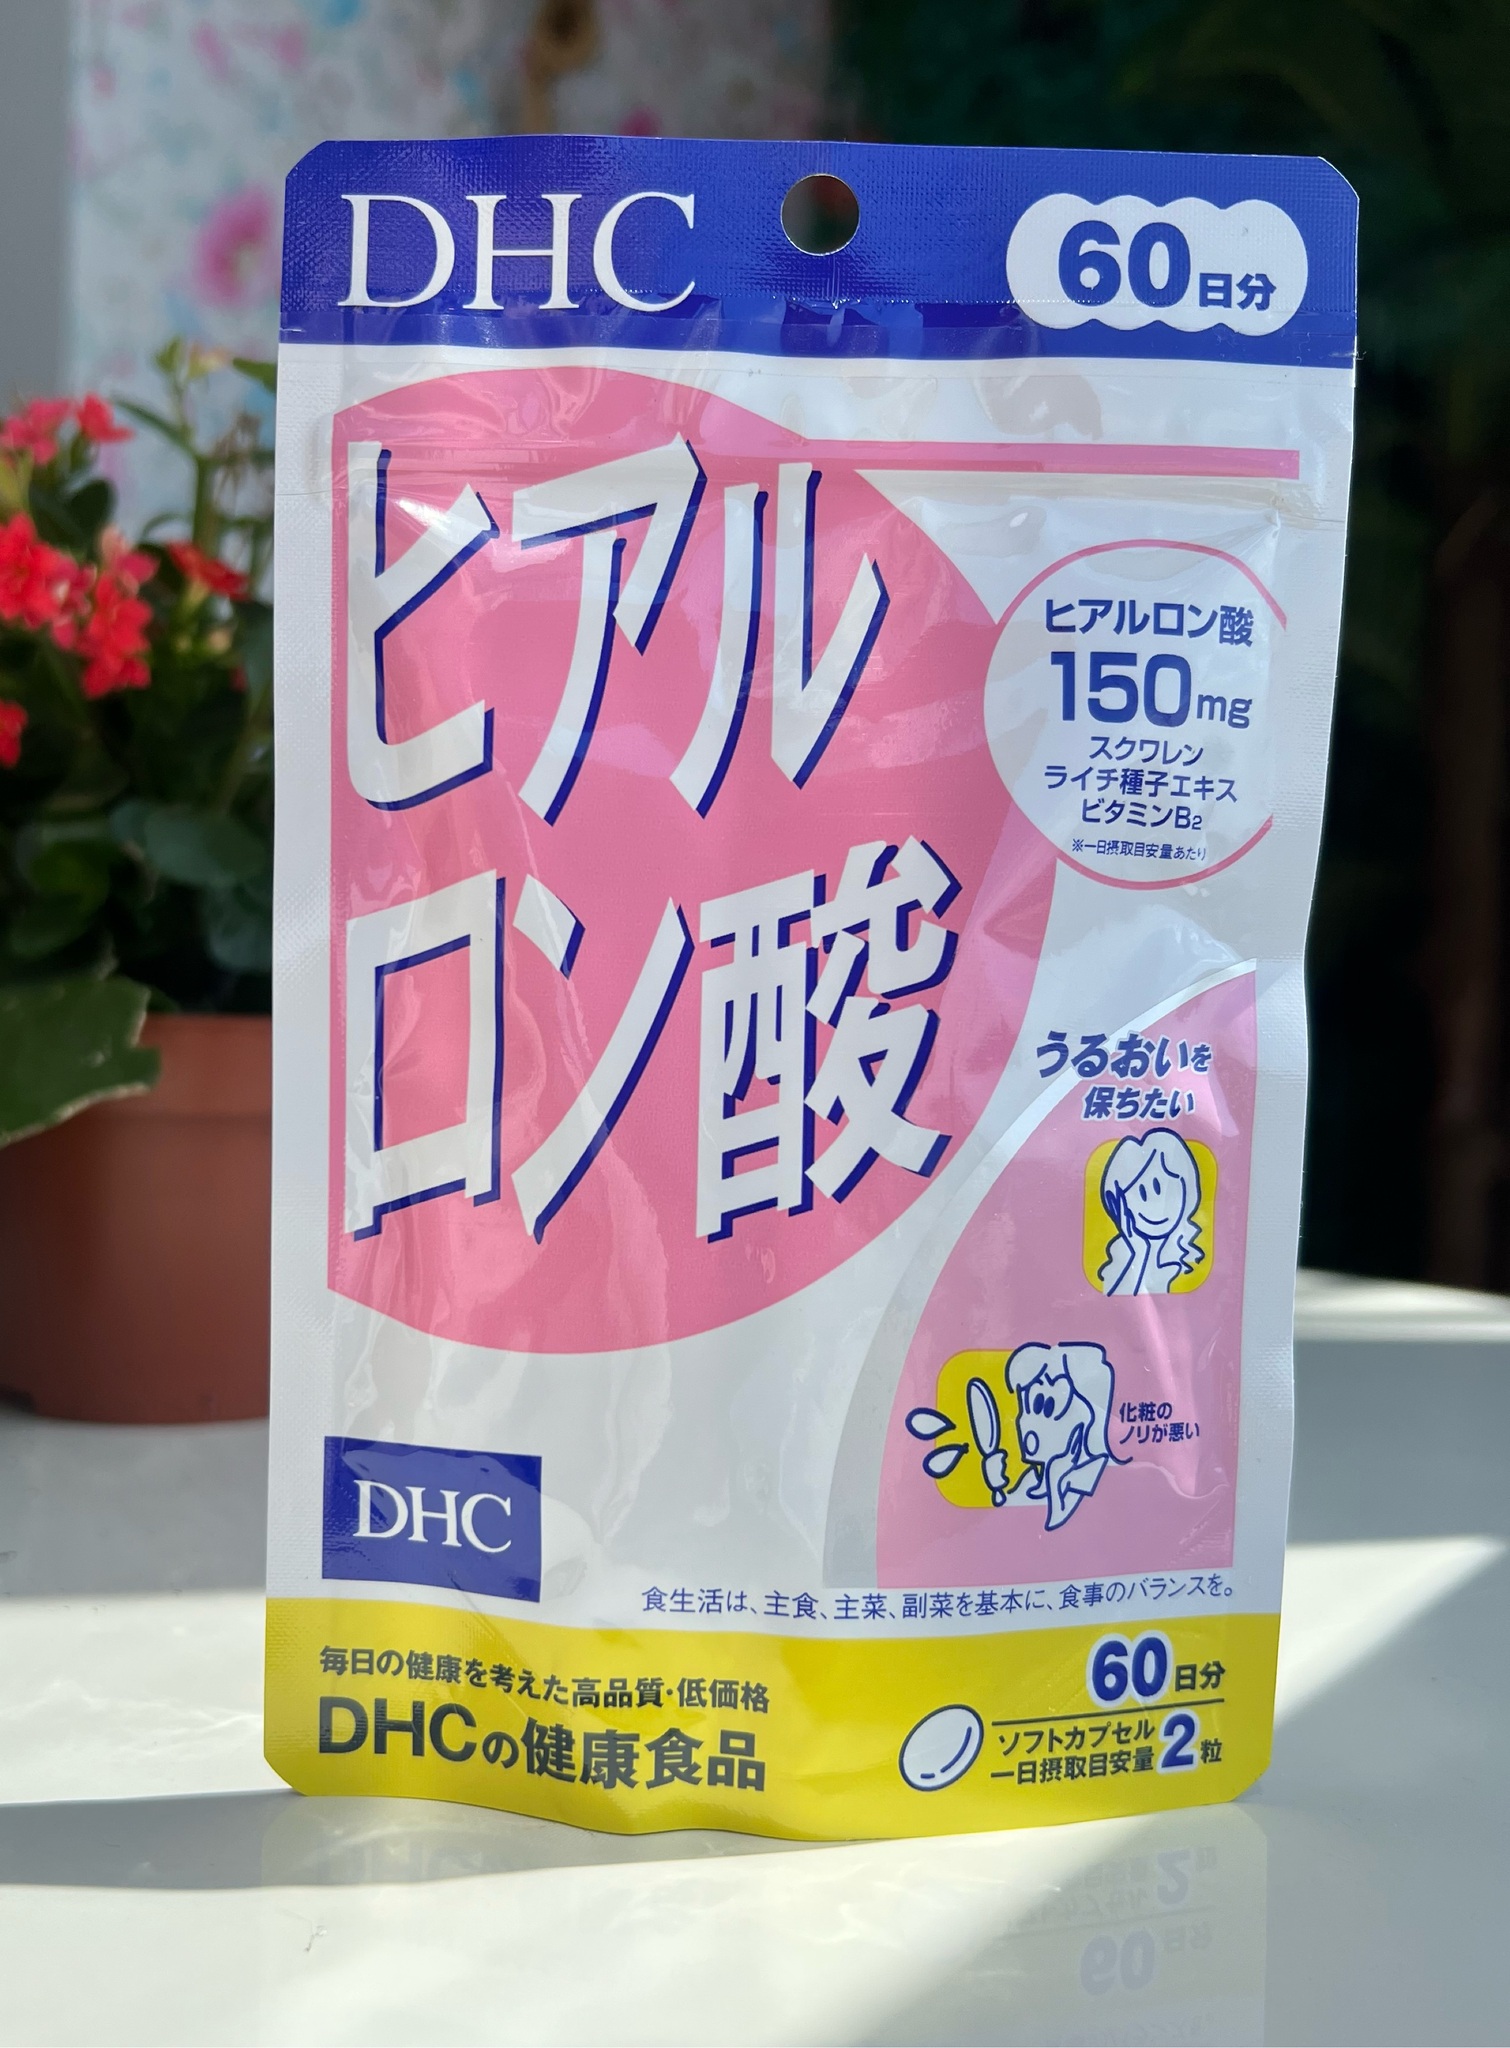 DHC
60日分
ヒアル
ロン酸
ヒアルロン酸
150mg
スクワレン
ライチ種子エキス
ビタミンB₂
※一日摂取目安量あたり
うるおいを
保ちたい
化粧の
ノリが悪い
DHC
食生活は、主食、主菜、副菜を基本に、食事のバランスを。
毎日の健康を考えた高品質・低価格
DHCの健康食品
60日分
ソフトカプセル
一日摂取目安量 2粒